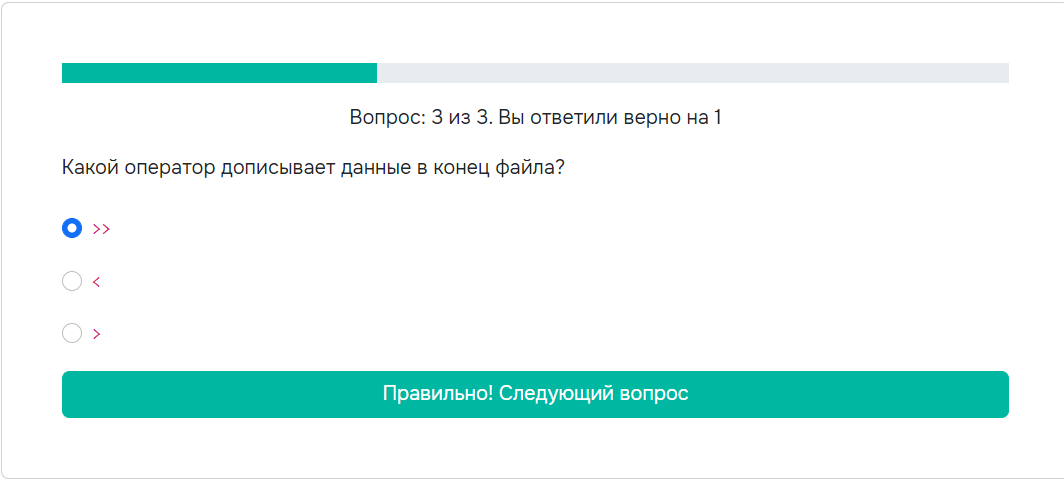 Вопрос: 3 из 3. Вы ответили верно на 1
Какой оператор дописывает данные в конец файла?
>>
<
>
Правильно! Следующий вопрос